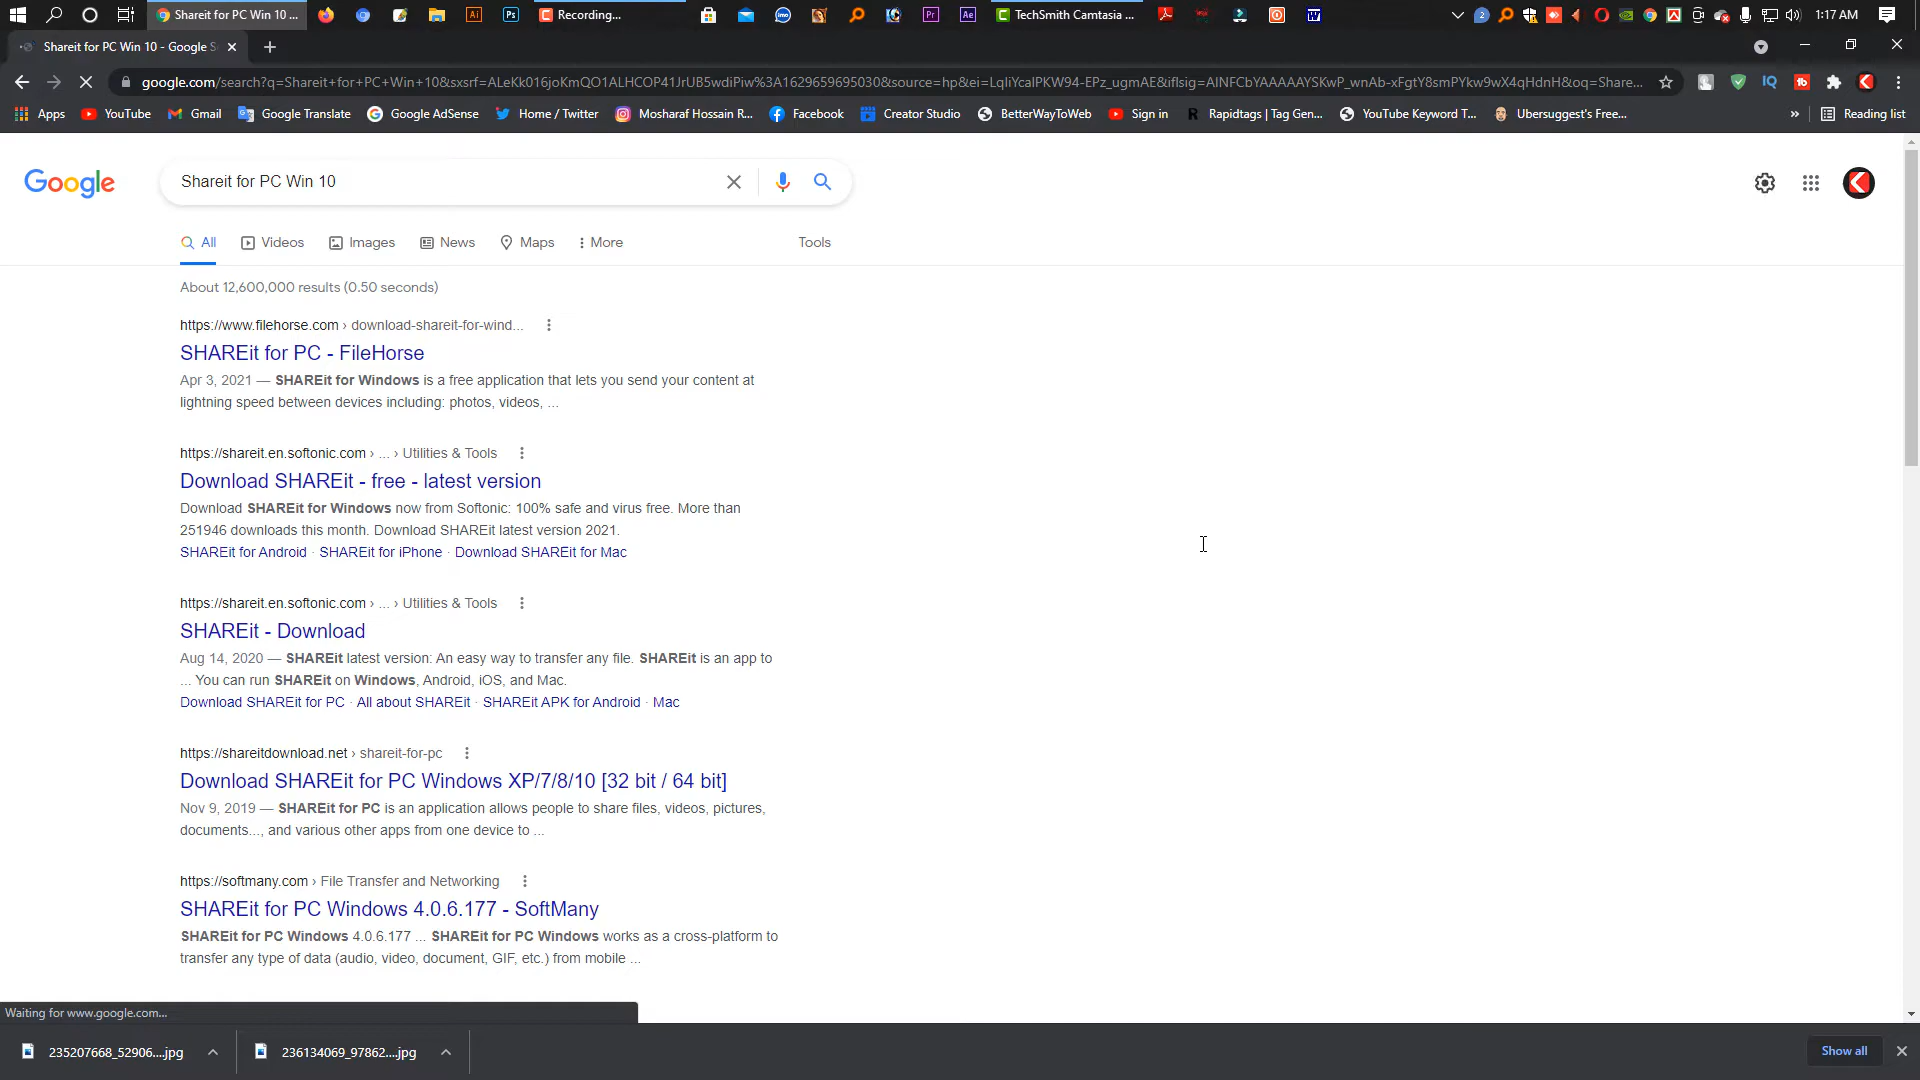 Shareit for PC Win 10 ...
Recording...
TechSmith Camtasia ...
1:17 AM
Shareit for PC Win 10 - Google S
google.com/search?q=Shareit+for+PC+Win+10&sxsrf=ALeKk016joKmQO1ALHCOP41JrUB5wdiPiw%3A1629659695030&source=hp&ei=LqIiYcalPKW94-EPz_ugmAE&iflsig=AINFCbYAAAAAYSKwP_wnAb-xFgtY8smPYkw9wX4qHdnH&oq=Share...
Apps YouTube Gmail Google Translate Google AdSense Home / Twitter Mosharaf Hossain R... Facebook Creator Studio BetterWayToWeb Sign in Rapidtags | Tag Gen... YouTube Keyword T... Ubersuggest's Free... » Reading list
Google
Shareit for PC Win 10
All Videos Images News Maps More Tools
About 12,600,000 results (0.50 seconds)
https://www.filehorse.com › download-shareit-for-wind...
SHAREit for PC - FileHorse
Apr 3, 2021 — SHAREit for Windows is a free application that lets you send your content at
lightning speed between devices including: photos, videos, ...
https://shareit.en.softonic.com › ... › Utilities & Tools
Download SHAREit - free - latest version
Download SHAREit for Windows now from Softonic: 100% safe and virus free. More than
251946 downloads this month. Download SHAREit latest version 2021.
SHAREit for Android · SHAREit for iPhone · Download SHAREit for Mac
https://shareit.en.softonic.com › ... › Utilities & Tools
SHAREit - Download
Aug 14, 2020 — SHAREit latest version: An easy way to transfer any file. SHAREit is an app to
... You can run SHAREit on Windows, Android, iOS, and Mac.
Download SHAREit for PC · All about SHAREit · SHAREit APK for Android · Mac
https://shareitdownload.net › shareit-for-pc
Download SHAREit for PC Windows XP/7/8/10 [32 bit / 64 bit]
Nov 9, 2019 — SHAREit for PC is an application allows people to share files, videos, pictures,
documents..., and various other apps from one device to ...
https://softmany.com › File Transfer and Networking
SHAREit for PC Windows 4.0.6.177 - SoftMany
SHAREit for PC Windows 4.0.6.177 ... SHAREit for PC Windows works as a cross-platform to
transfer any type of data (audio, video, document, GIF, etc.) from mobile ...
Waiting for www.google.com...
235207668_52906....jpg
236134069_97862....jpg
Show all